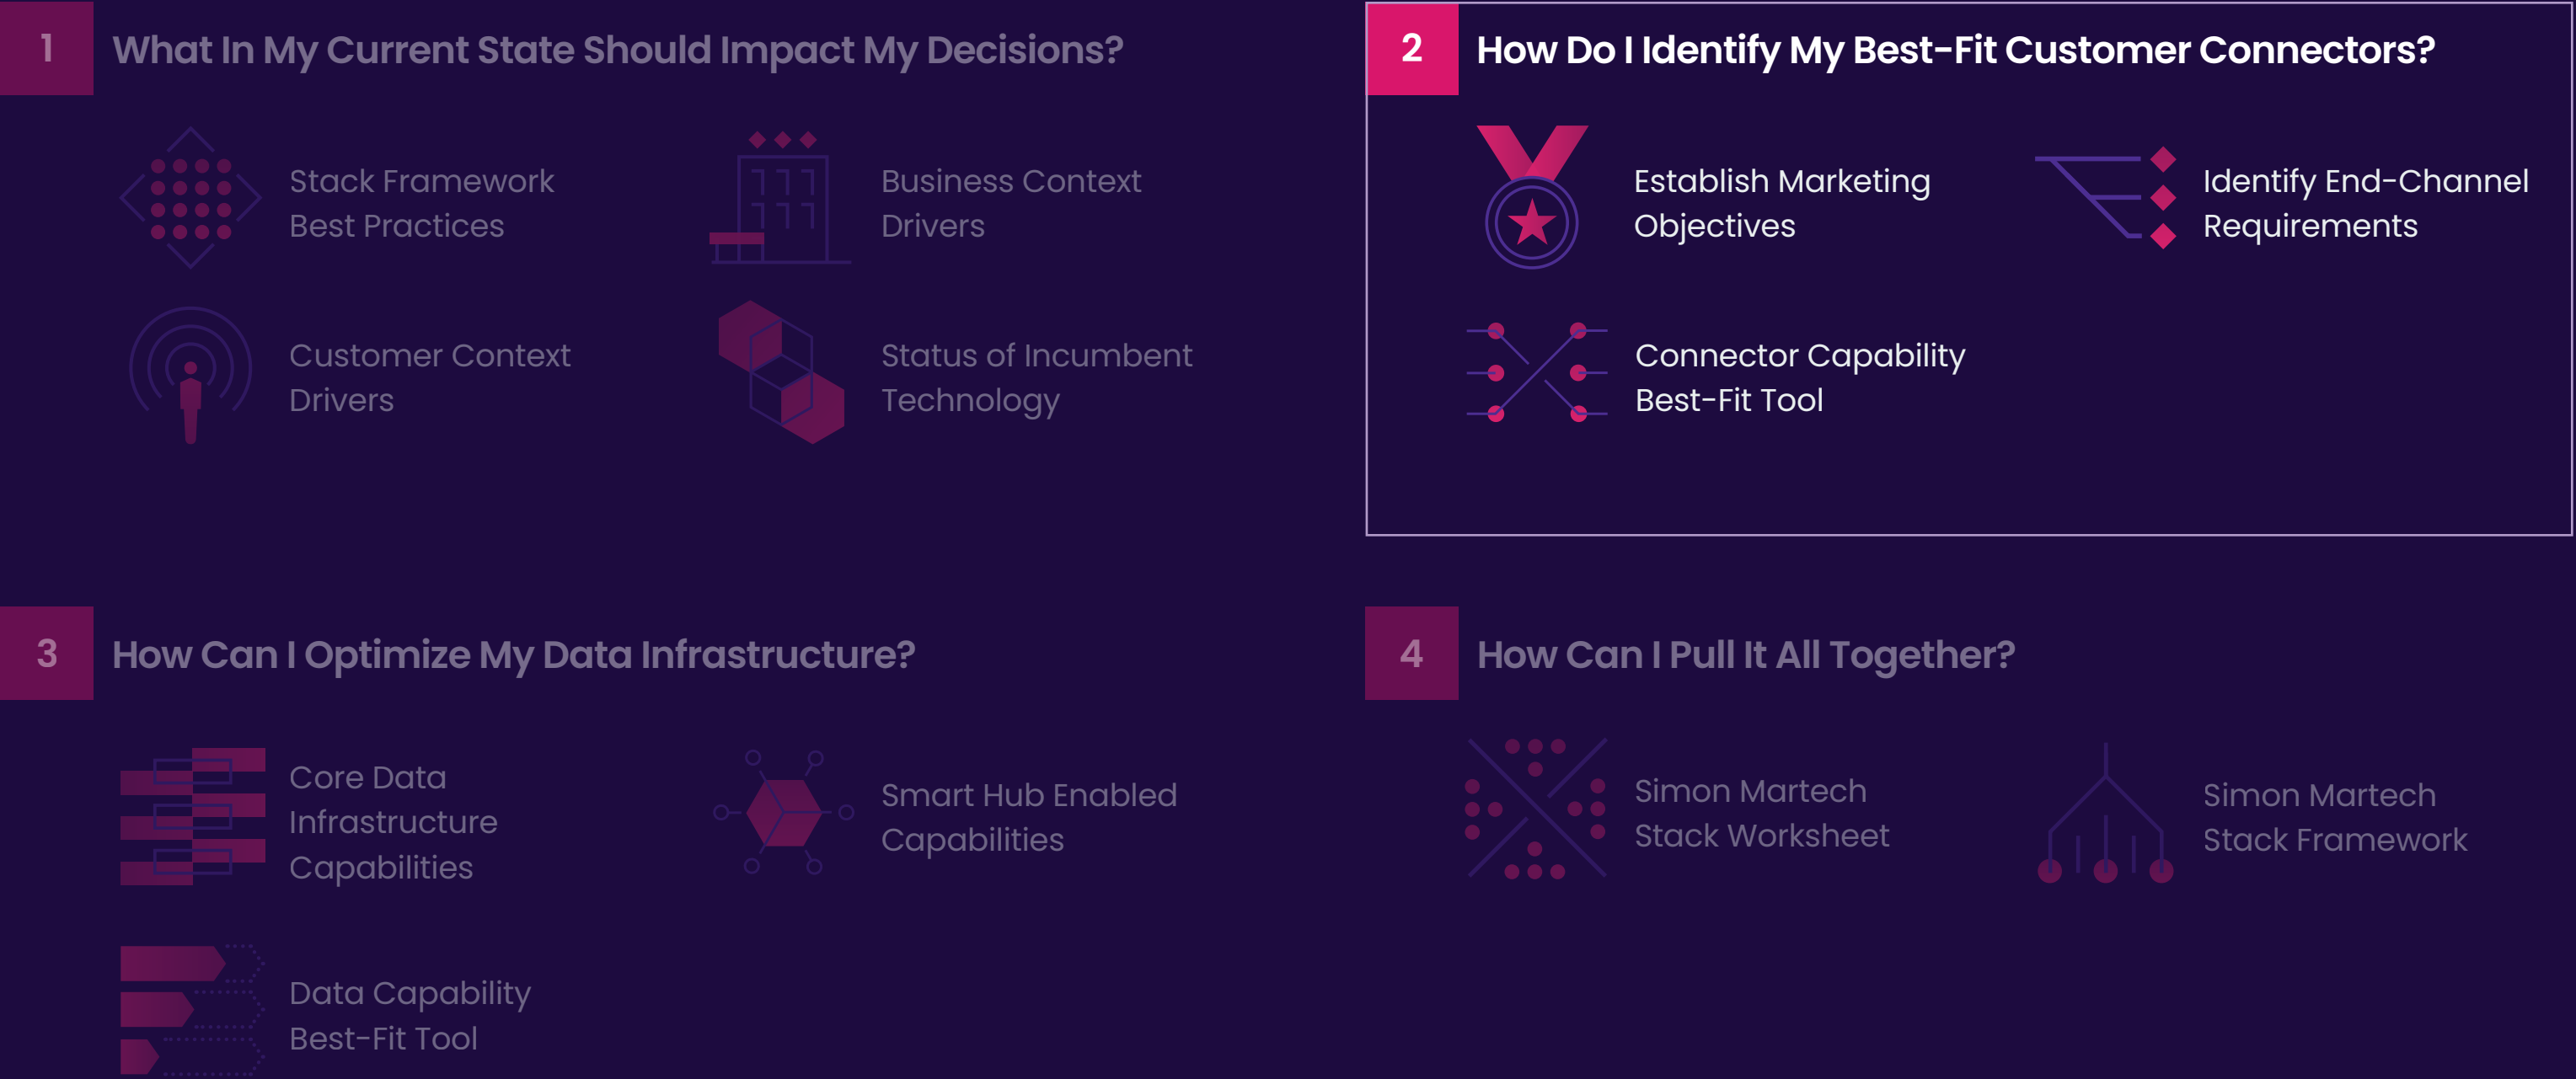 1
What In My Current State Should Impact My Decisions?
Stack Framework
Best Practices
Business Context
Drivers
Customer Context
Drivers
Status of Incumbent
Technology
2
How Do I Identify My Best-Fit Customer Connectors?
Establish Marketing
Objectives
Identify End-Channel
Requirements
Connector Capability
Best-Fit Tool
3
How Can I Optimize My Data Infrastructure?
Core Data
Infrastructure
Capabilities
Smart Hub Enabled
Capabilities
Data Capability
Best-Fit Tool
4
How Can I Pull It All Together?
Simon Martech
Stack Worksheet
Simon Martech
Stack Framework